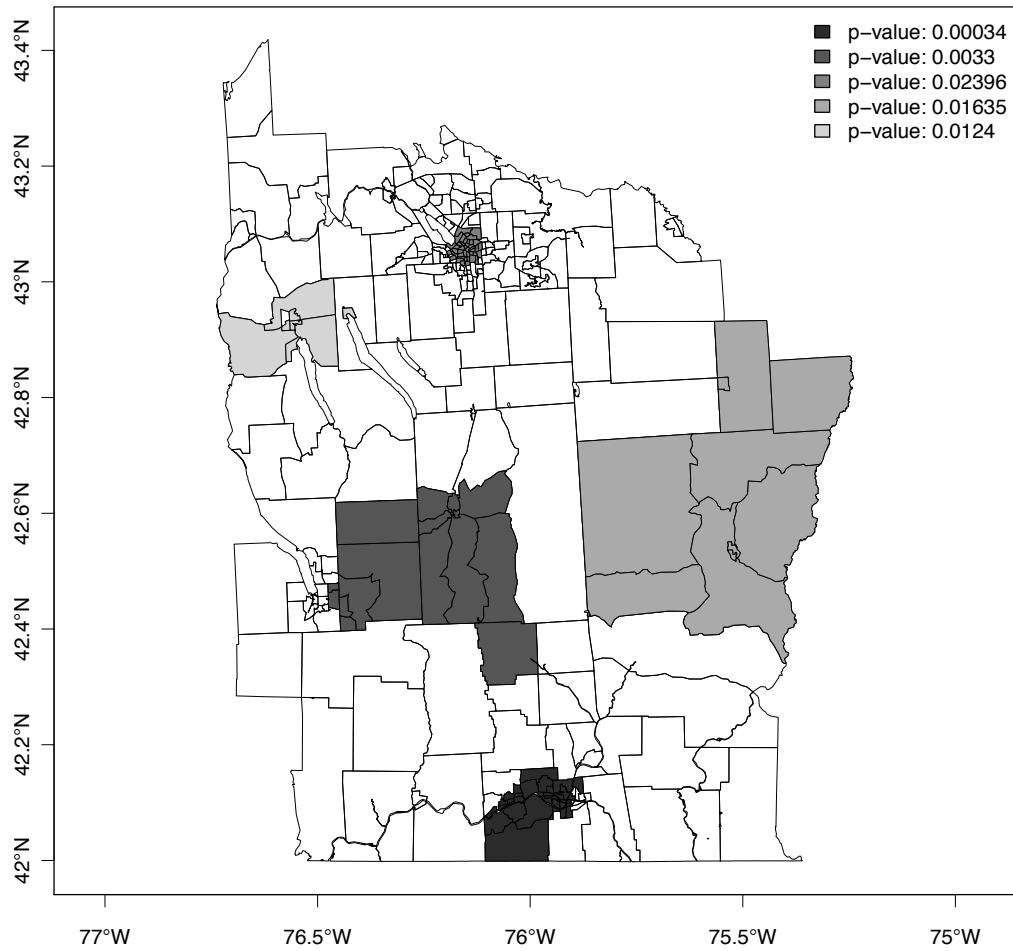 p-value: 0.00034
p-value: 0.0033
p-value: 0.02396
p-value: 0.01635
p-value: 0.0124
43.4°N
43.2°N
43°N
42.8°N
42.6°N
42.4°N
42.2°N
42°N
77°W
76.5°W
76°W
75.5°W
75°W